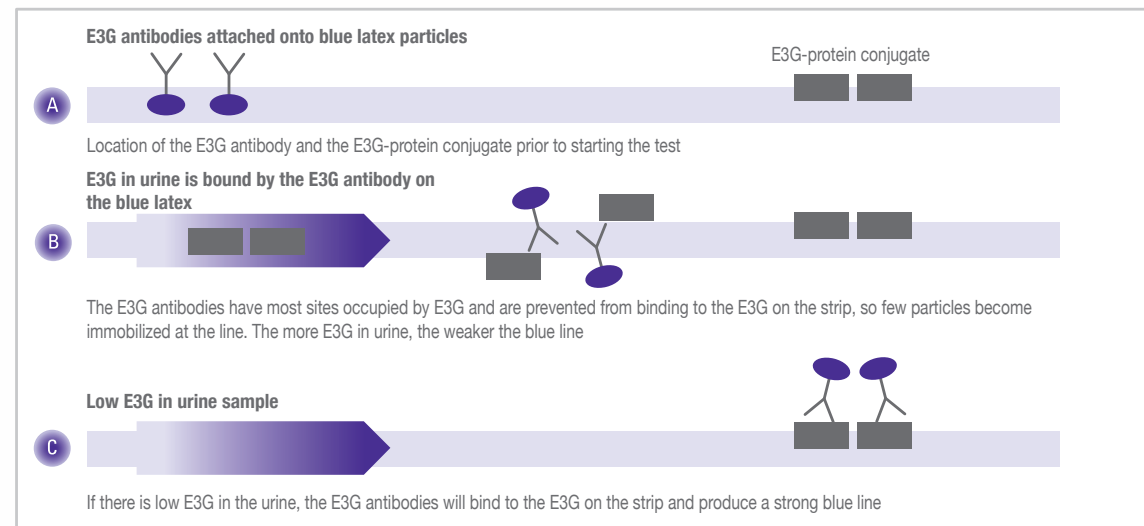 E3G antibodies attached onto blue latex particles
E3G-protein conjugate
A
Location of the E3G antibody and the E3G-protein conjugate prior to starting the test
E3G in urine is bound by the E3G antibody on
the blue latex
B
The E3G antibodies have most sites occupied by E3G and are prevented from binding to the E3G on the strip, so few particles become
immobilized at the line. The more E3G in urine, the weaker the blue line
Low E3G in urine sample
C
If there is low E3G in the urine, the E3G antibodies will bind to the E3G on the strip and produce a strong blue line